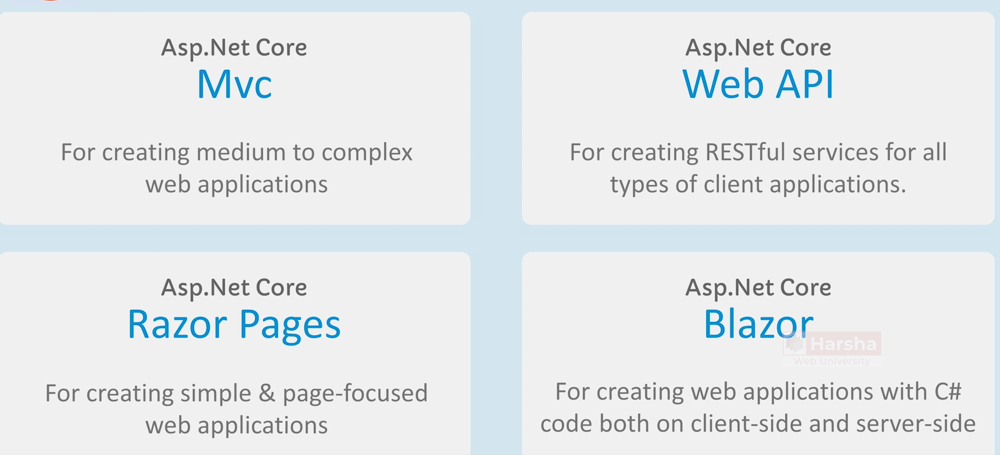 Asp.Net Core
Mvc
For creating medium to complex
web applications
Asp.Net Core
Web API
For creating RESTful services for all
types of client applications.
Asp.Net Core
Razor Pages
For creating simple & page-focused
web applications
Asp.Net Core
Blazor
Harsha
Web University
For creating web applications with C#
code both on client-side and server-side